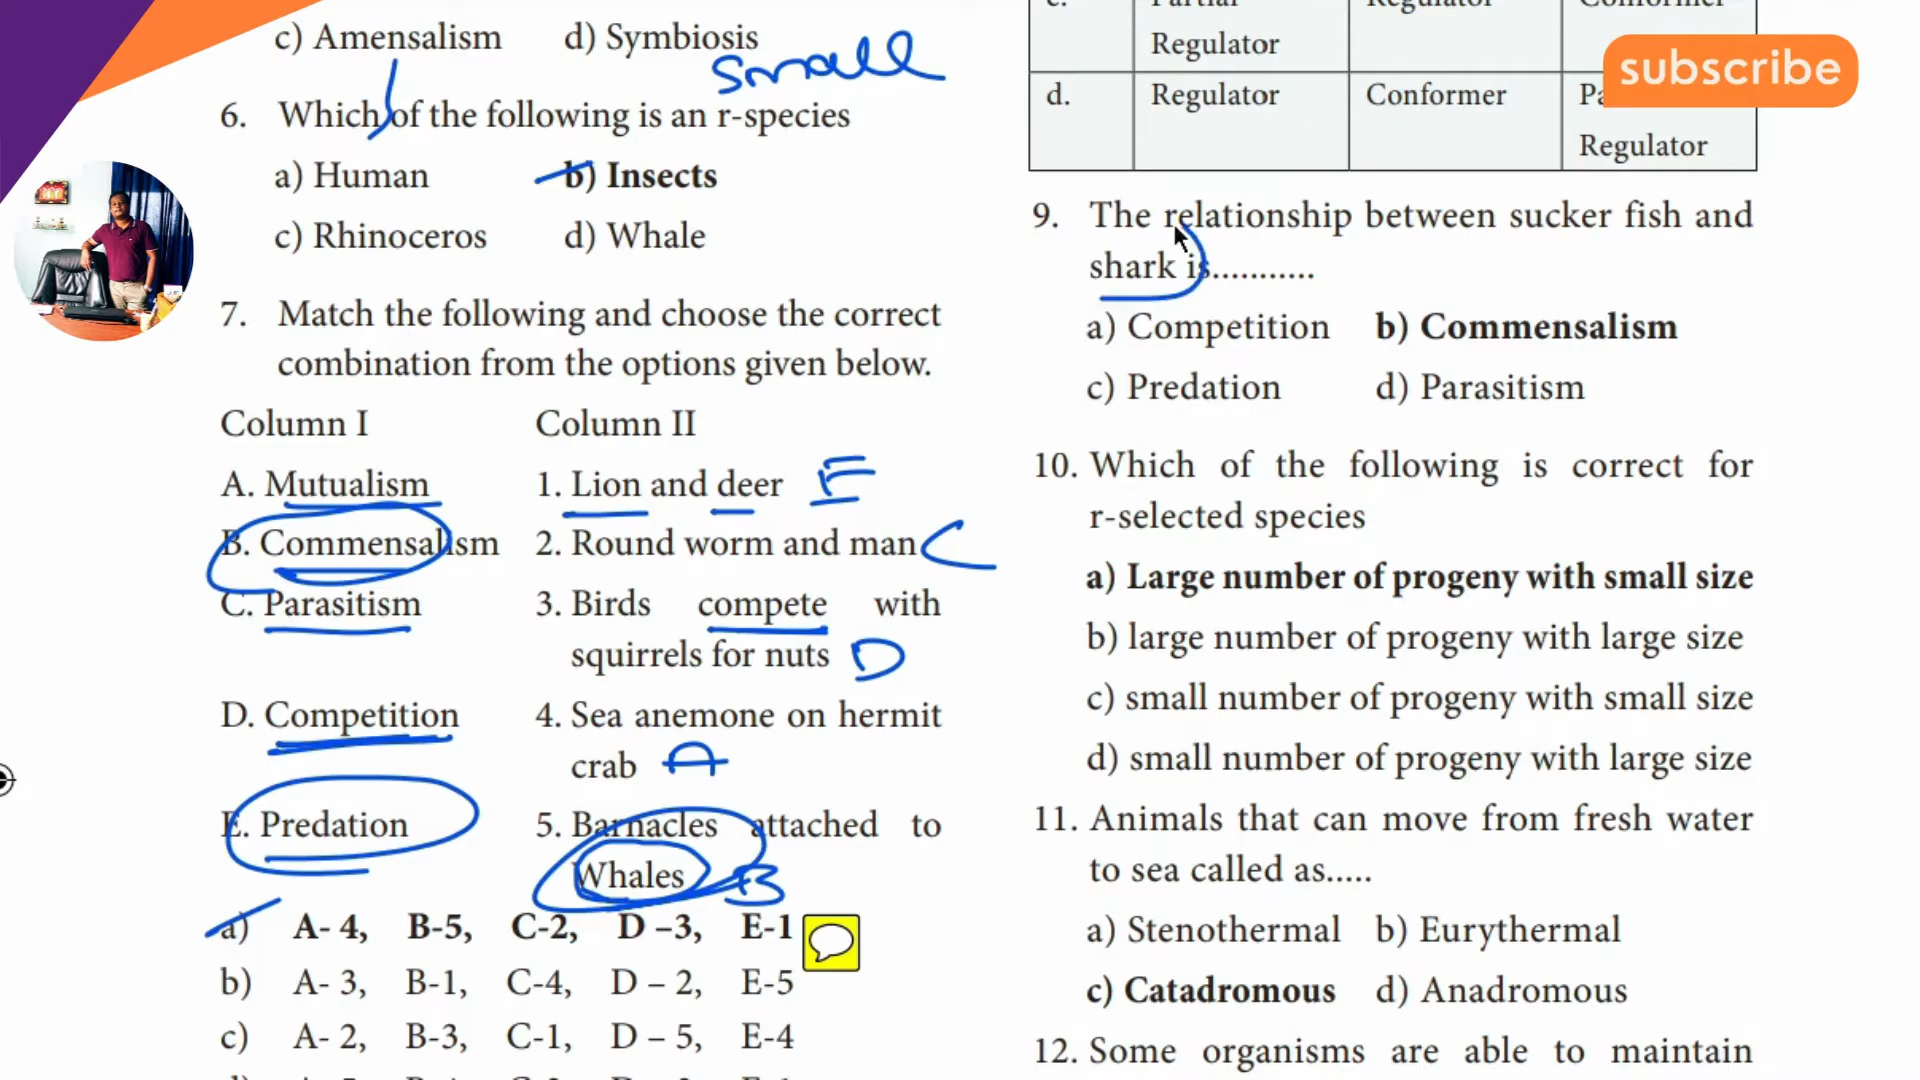 c) Amensalism d) Symbiosis
small
6. Which of the following is an r-species
a) Human b) Insects
c) Rhinoceros d) Whale
7. Match the following and choose the correct
combination from the options given below.
Column I Column II
A. Mutualism 1. Lion and deer E
B. Commensalism 2. Round worm and man C
C. Parasitism 3. Birds compete with
squirrels for nuts D
D. Competition 4. Sea anemone on hermit
crab A
E. Predation 5. Barnacles attached to
Whales B
a) A- 4, B-5, C-2, D –3, E-1
b) A- 3, B-1, C-4, D – 2, E-5
c) A- 2, B-3, C-1, D – 5, E-4
Regulator
subscribe
d. Regulator Conformer
Regulator
9. The relationship between sucker fish and
shark is...........
a) Competition b) Commensalism
c) Predation d) Parasitism
10. Which of the following is correct for
r-selected species
a) Large number of progeny with small size
b) large number of progeny with large size
c) small number of progeny with small size
d) small number of progeny with large size
11. Animals that can move from fresh water
to sea called as.....
a) Stenothermal b) Eurythermal
c) Catadromous d) Anadromous
12. Some organisms are able to maintain